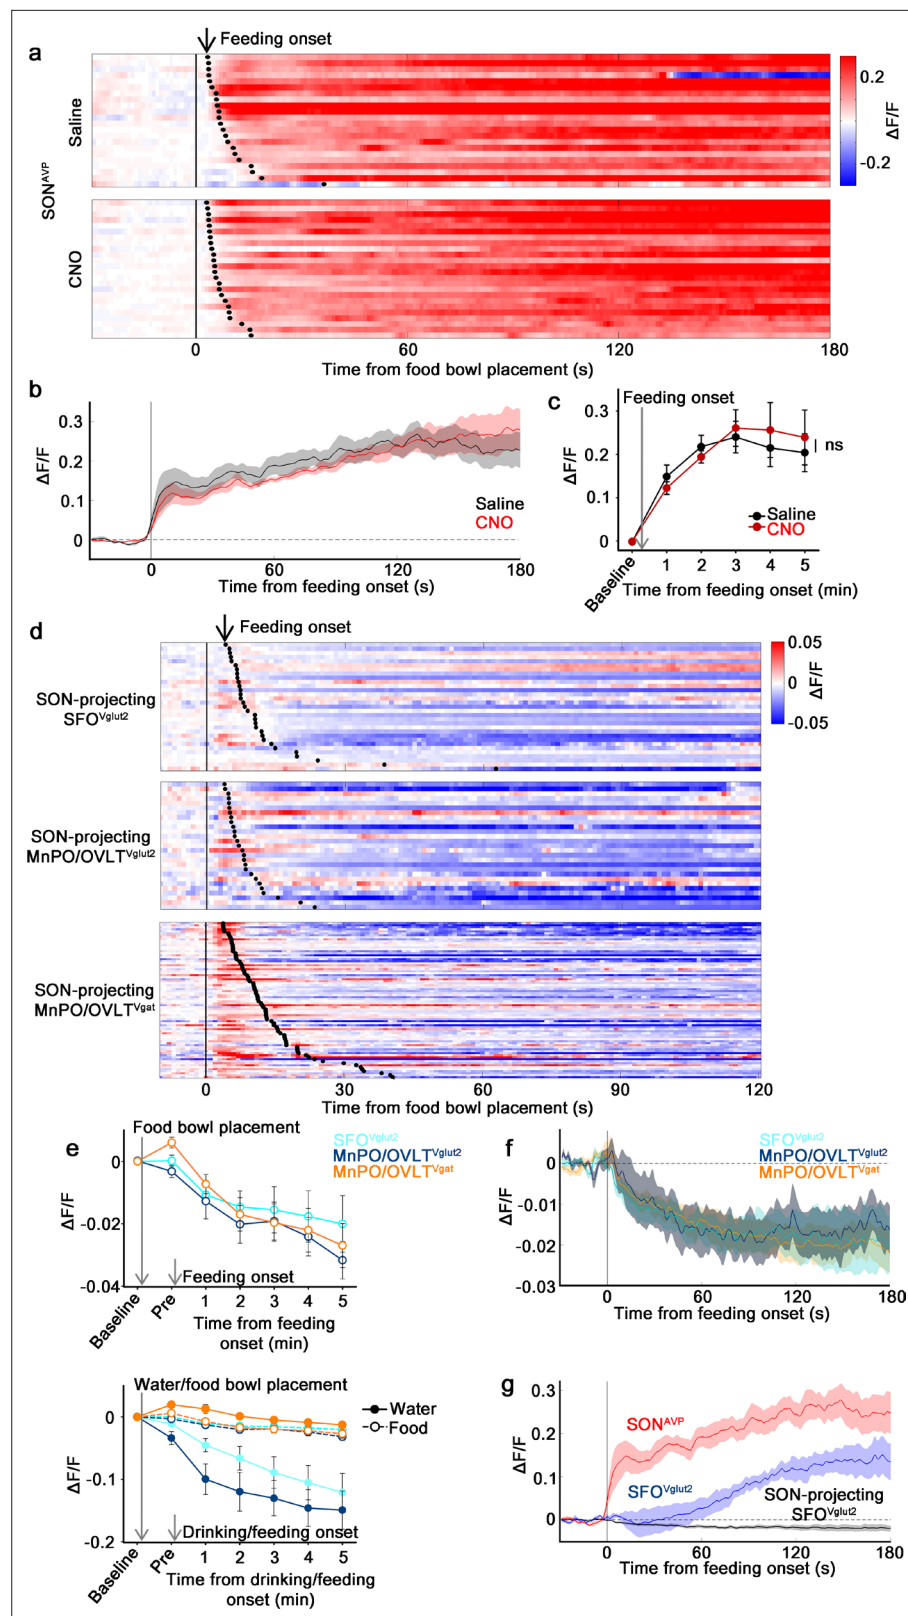 a
Feeding onset
Saline
CNO
SON^AVP
0.2
0
-0.2
ΔF/F
0 60 120 180
Time from food bowl placement (s)
b
0.3
0.2
0.1
0
ΔF/F
Saline
CNO
0 60 120 180
Time from feeding onset (s)
c
Feeding onset
0.3
0.2
0.1
0
ΔF/F
ns
Saline
CNO
Baseline 1 2 3 4 5
Time from feeding onset (min)
d
Feeding onset
0.05
0
-0.05
ΔF/F
SON-projecting
SFO^Vglut2
SON-projecting
MnPO/OVLT^Vglut2
SON-projecting
MnPO/OVLT^Vgat
0 30 60 90 120
Time from food bowl placement (s)
e
Food bowl placement
SFO^Vglut2
MnPO/OVLT^Vglut2
MnPO/OVLT^Vgat
0
-0.02
-0.04
ΔF/F
Feeding onset
Baseline Pre 1 2 3 4 5
Time from feeding
onset (min)
Water/food bowl placement
Water
Food
0
-0.1
-0.2
ΔF/F
Drinking/feeding onset
Baseline Pre 1 2 3 4 5
Time from drinking/feeding
onset (min)
f
SFO^Vglut2
MnPO/OVLT^Vglut2
MnPO/OVLT^Vgat
0
-0.01
-0.02
-0.03
ΔF/F
0 60 120 180
Time from feeding onset (s)
g
0.3
0.2
0.1
0
ΔF/F
SON^AVP
SFO^Vglut2
SON-projecting
SFO^Vglut2
0 60 120 180
Time from feeding onset (s)